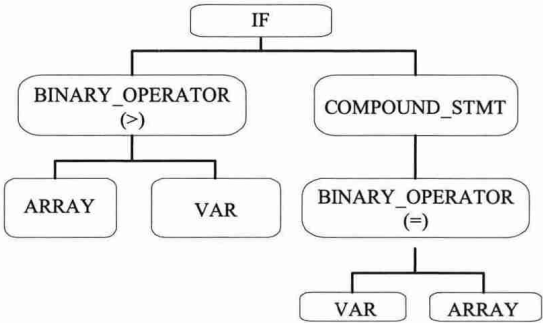 IF
BINARY_OPERATOR
(>)
COMPOUND_STMT
ARRAY
VAR
BINARY_OPERATOR
(=)
VAR
ARRAY